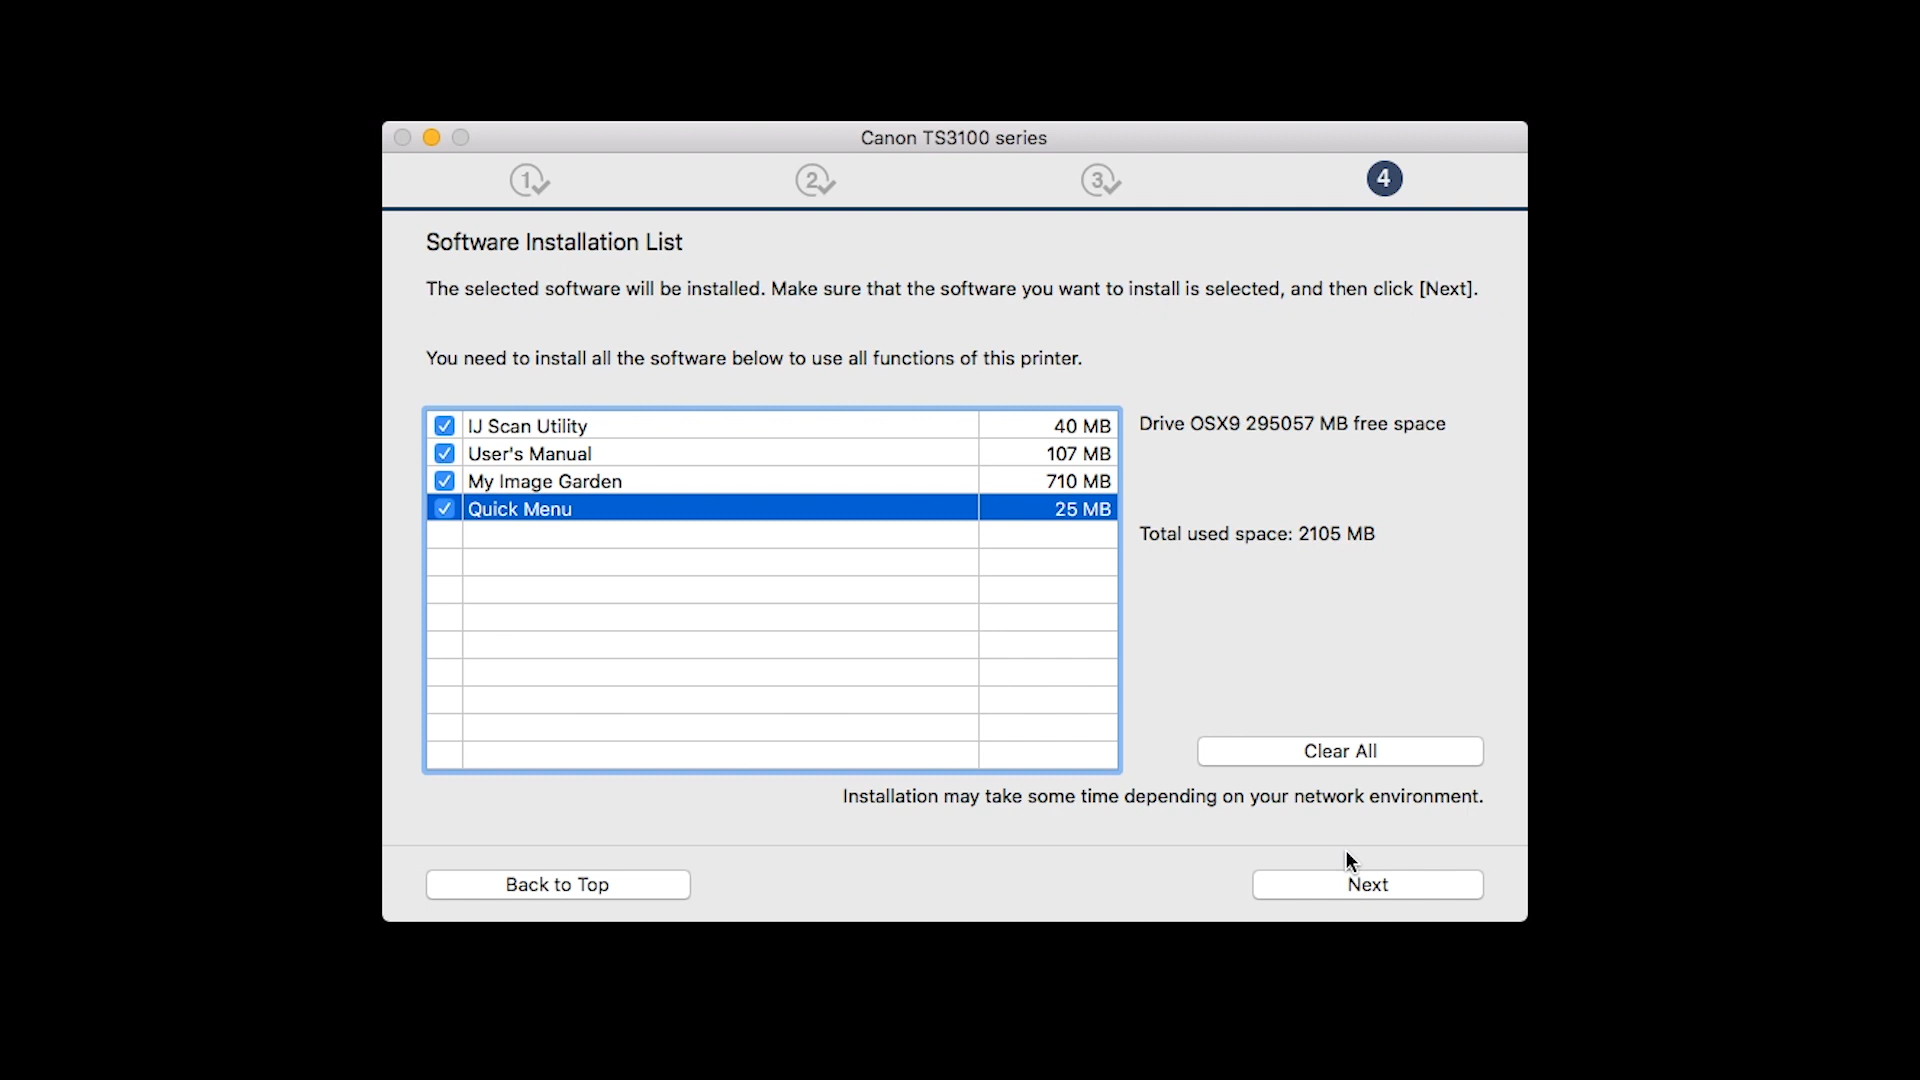 Canon TS3100 series
1 2 3 4
Software Installation List
The selected software will be installed. Make sure that the software you want to install is selected, and then click [Next].
You need to install all the software below to use all functions of this printer.
IJ Scan Utility 40 MB
User's Manual 107 MB
My Image Garden 710 MB
Quick Menu 25 MB
Drive OSX9 295057 MB free space
Total used space: 2105 MB
Clear All
Installation may take some time depending on your network environment.
Back to Top
Next